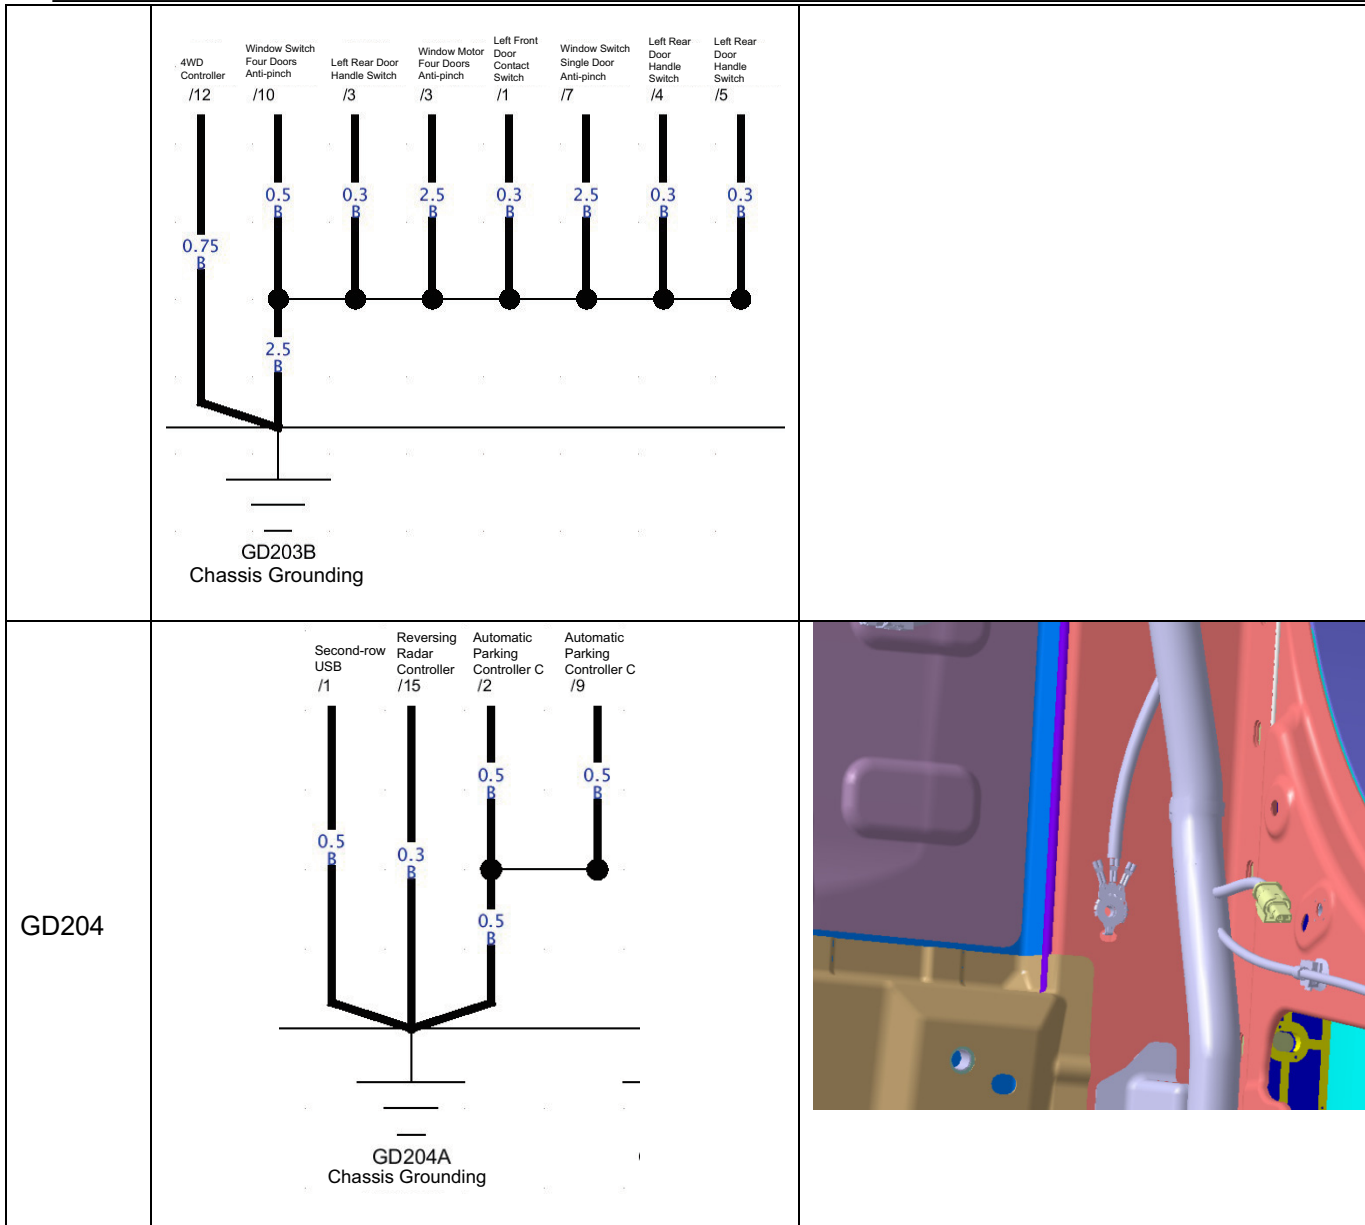 4WD
Controller
/12
Window Switch
Four Doors
Anti-pinch
/10
Left Rear Door
Handle Switch
/3
Window Motor
Four Doors
Anti-pinch
/3
Left Front
Door
Contact
Switch
/1
Window Switch
Single Door
Anti-pinch
/7
Left Rear
Door
Handle
Switch
/4
Left Rear
Door
Handle
Switch
/5
0.75
B
0.5
B
0.3
B
2.5
B
0.3
B
2.5
B
0.3
B
0.3
B
2.5
B
GD203B
Chassis Grounding
GD204
Second-row
USB
/1
Reversing
Radar
Controller
/15
Automatic
Parking
Controller C
/2
Automatic
Parking
Controller C
/9
0.5
B
0.3
B
0.5
B
0.5
B
0.5
B
GD204A
Chassis Grounding